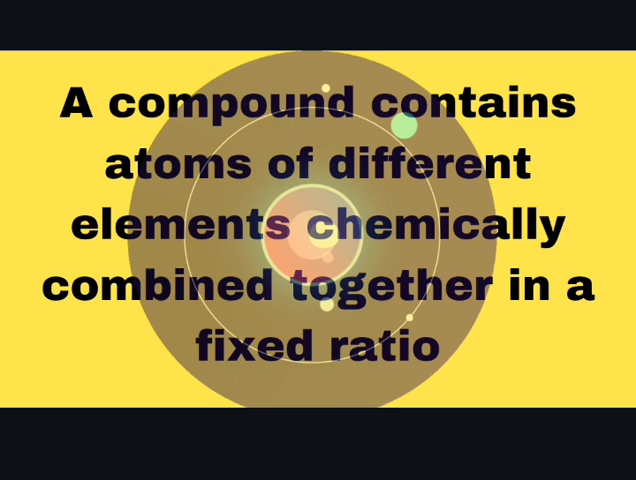 A compound contains
atoms of different
elements chemically
combined together in a
fixed ratio